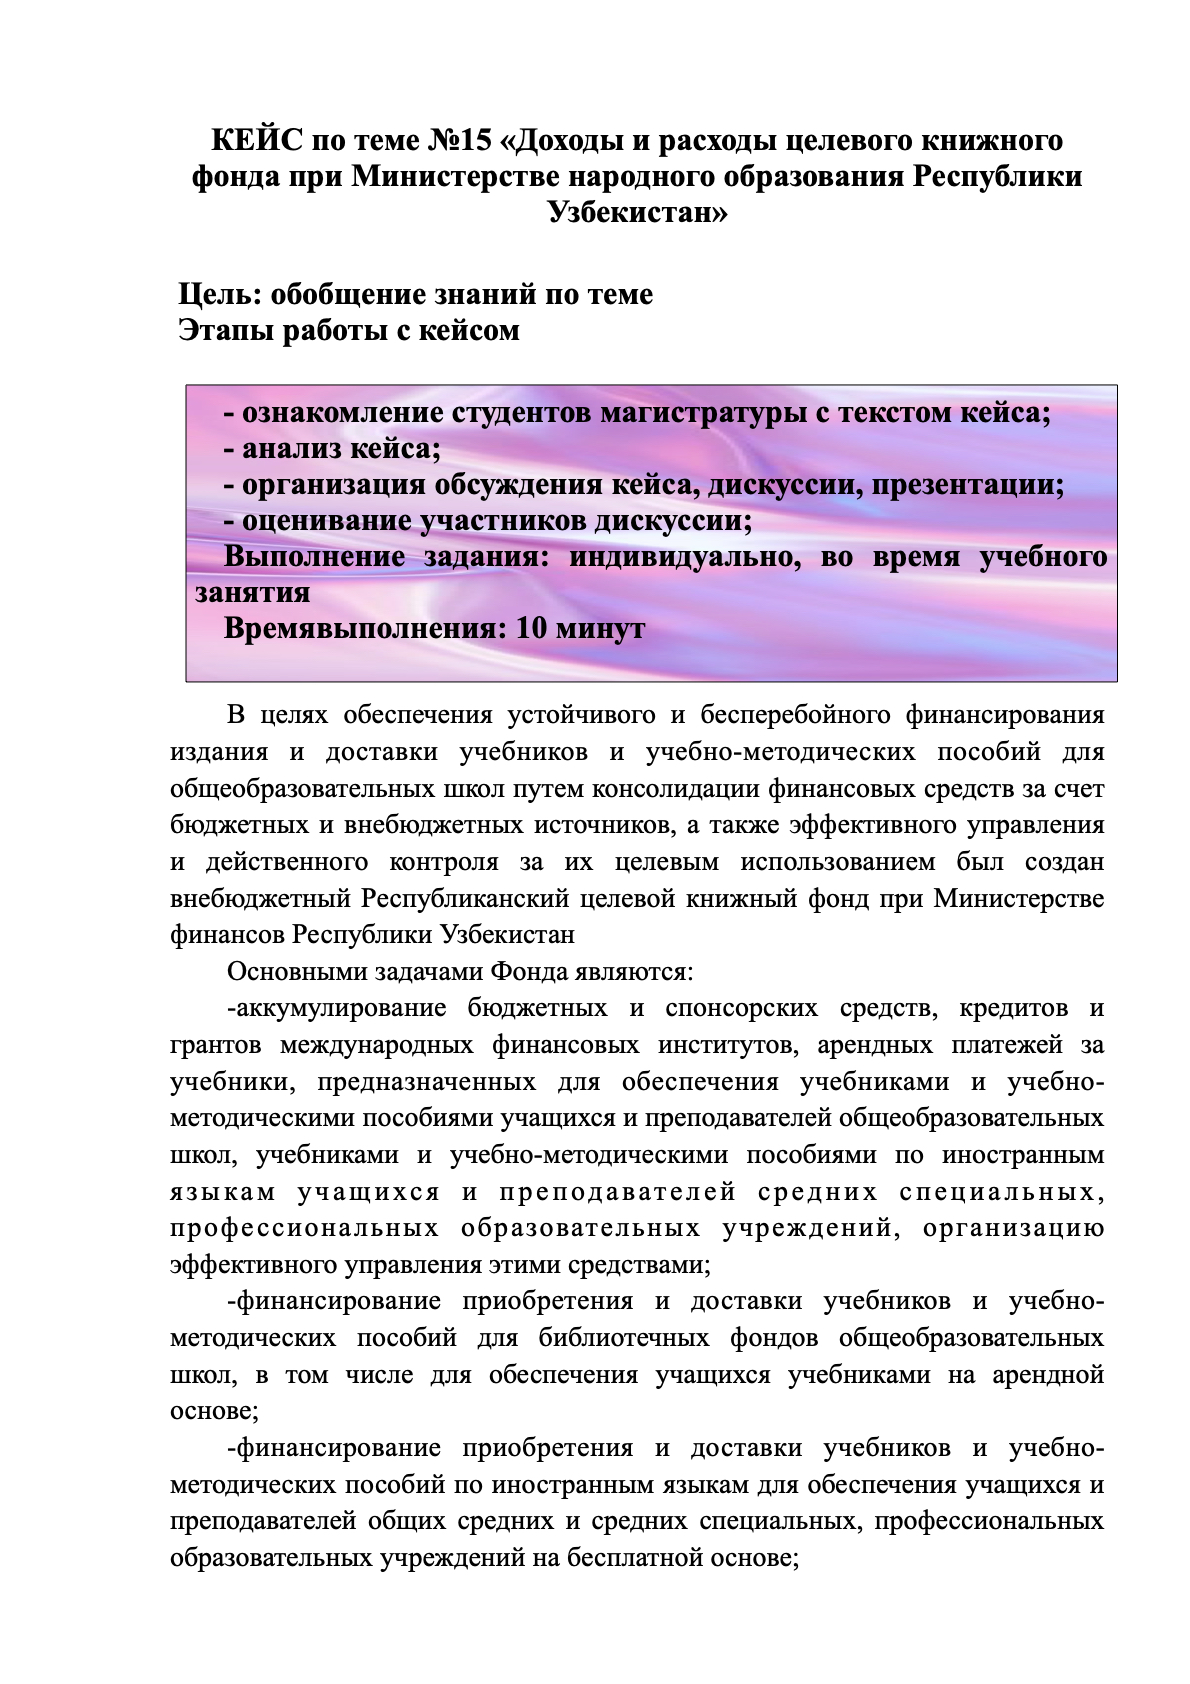 КЕЙС по теме №15 «Доходы и расходы целевого книжного
фонда при Министерстве народного образования Республики
Узбекистан»
Цель: обобщение знаний по теме
Этапы работы с кейсом
- ознакомление студентов магистратуры с текстом кейса;
- анализ кейса;
- организация обсуждения кейса, дискуссии, презентации;
- оценивание участников дискуссии;
Выполнение задания: индивидуально, во время учебного
занятия
Времявыполнения: 10 минут
В целях обеспечения устойчивого и бесперебойного финансирования
издания и доставки учебников и учебно-методических пособий для
общеобразовательных школ путем консолидации финансовых средств за счет
бюджетных и внебюджетных источников, а также эффективного управления
и действенного контроля за их целевым использованием был создан
внебюджетный Республиканский целевой книжный фонд при Министерстве
финансов Республики Узбекистан
Основными задачами Фонда являются:
-аккумулирование бюджетных и спонсорских средств, кредитов и
грантов международных финансовых институтов, арендных платежей за
учебники, предназначенных для обеспечения учебниками и учебно-
методическими пособиями учащихся и преподавателей общеобразовательных
школ, учебниками и учебно-методическими пособиями по иностранным
языкам учащихся и преподавателей средних специальных,
профессиональных образовательных учреждений, организацию
эффективного управления этими средствами;
-финансирование приобретения и доставки учебников и учебно-
методических пособий для библиотечных фондов общеобразовательных
школ, в том числе для обеспечения учащихся учебниками на арендной
основе;
-финансирование приобретения и доставки учебников и учебно-
методических пособий по иностранным языкам для обеспечения учащихся и
преподавателей общих средних и средних специальных, профессиональных
образовательных учреждений на бесплатной основе;